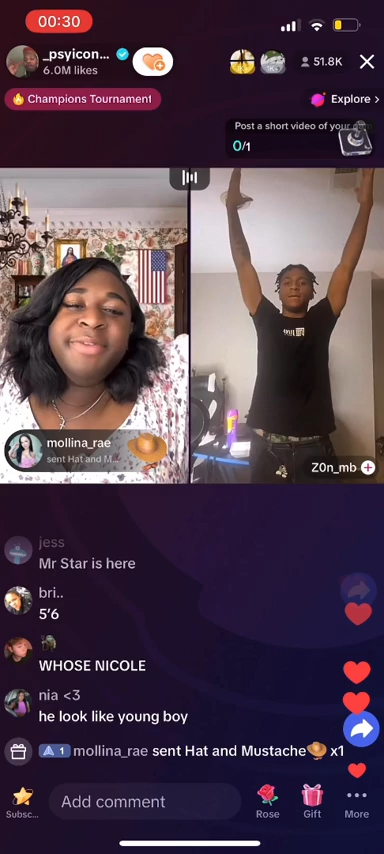 00:30
_psyicon...
6.0M likes
51.8K
Champions Tournament
Explore >
Post a short video of your
0/1
mollina_rae
sent Hat and M...
Z0n_mb
jess
Mr Star is here
bri..
5'6
WHOSE NICOLE
nia <3
he look like young boy
1 mollina_rae sent Hat and Mustache x1
Add comment
Subsc...
Rose
Gift
More